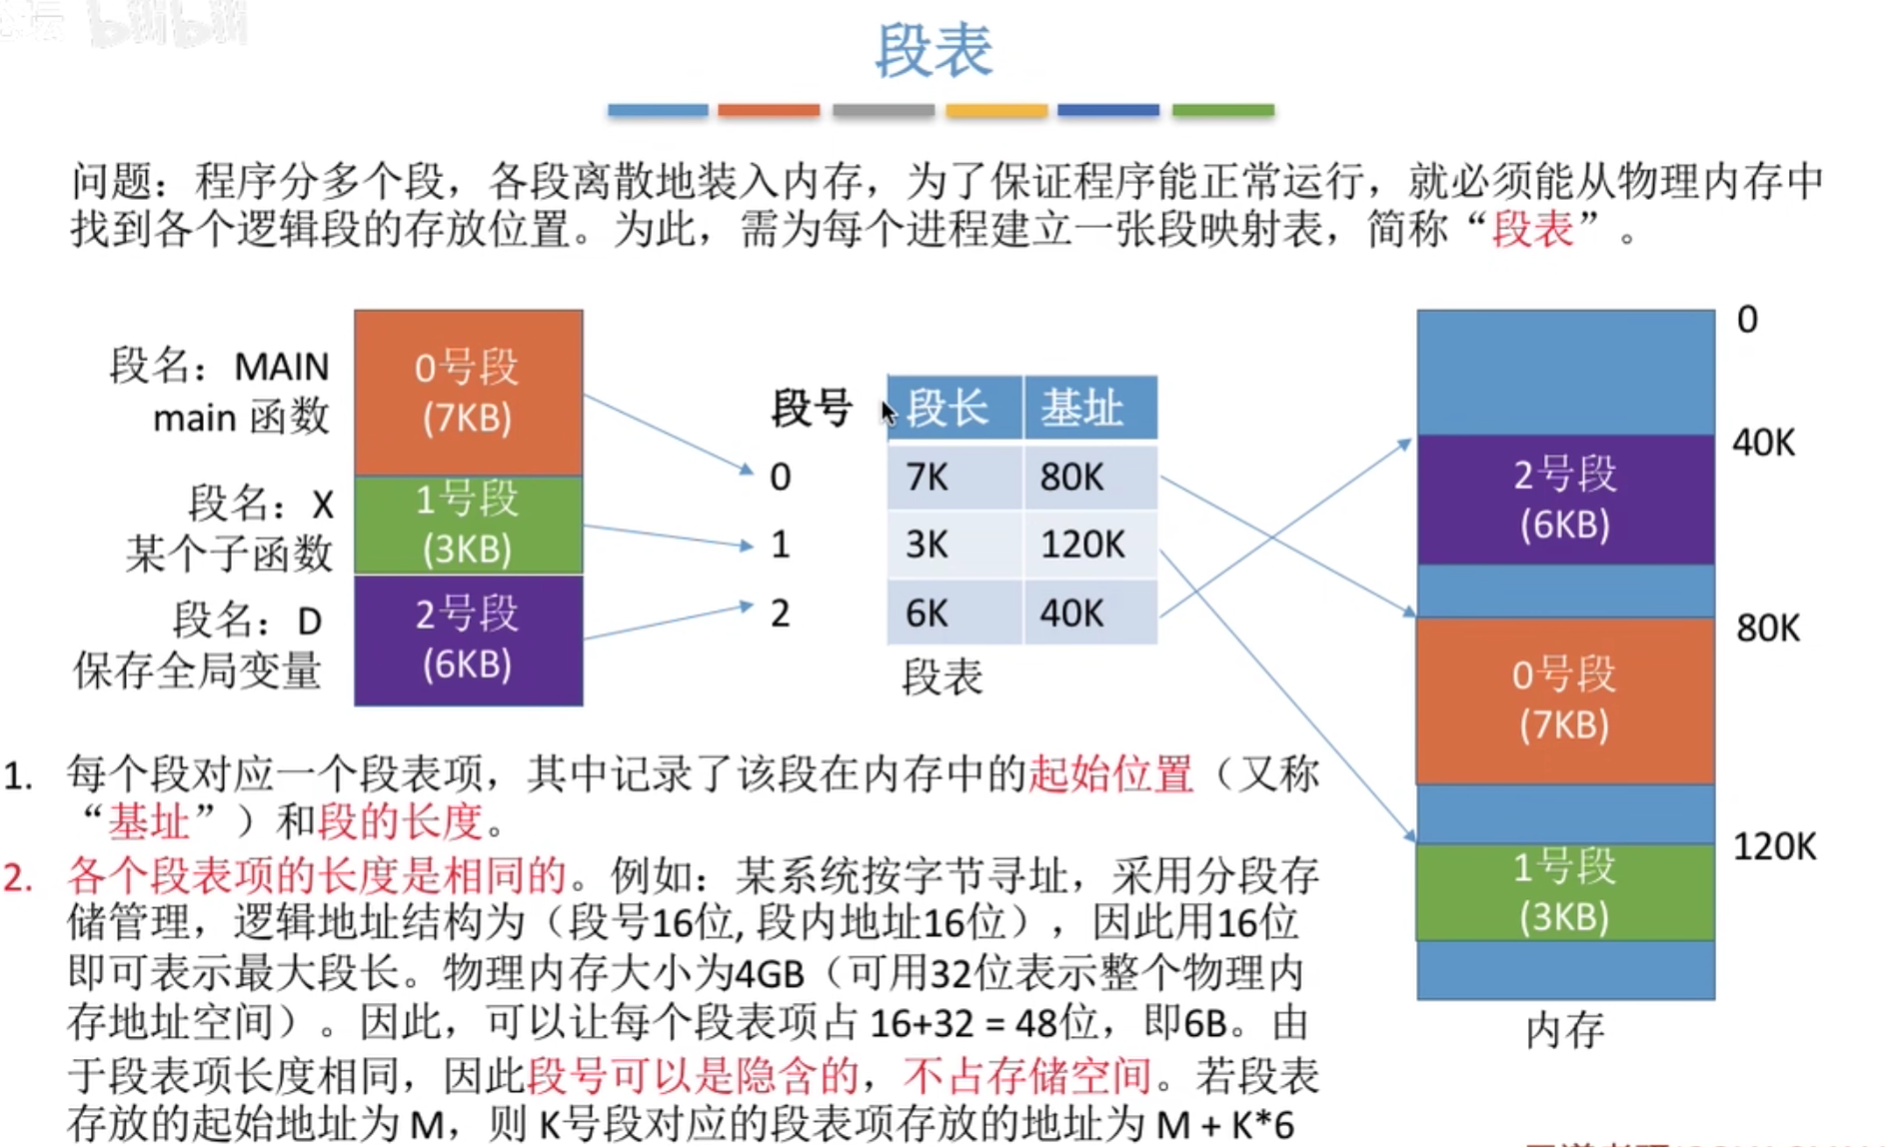 bilibili
段表
问题：程序分多个段，各段离散地装入内存，为了保证程序能正常运行，就必须能从物理内存中
找到各个逻辑段的存放位置。为此，需为每个进程建立一张段映射表，简称“段表”。
段名：MAIN
main 函数
段名：X
某个子函数
段名：D
保存全局变量
0号段
(7KB)
1号段
(3KB)
2号段
(6KB)
段号 段长 基址
0 7K 80K
1 3K 120K
2 6K 40K
段表
0
40K
2号段
(6KB)
80K
0号段
(7KB)
120K
1号段
(3KB)
内存
1. 每个段对应一个段表项，其中记录了该段在内存中的起始位置（又称
“基址”）和段的长度。
2. 各个段表项的长度是相同的。例如：某系统按字节寻址，采用分段存
储管理，逻辑地址结构为（段号16位, 段内地址16位），因此用16位
即可表示最大段长。物理内存大小为4GB（可用32位表示整个物理内
存地址空间）。因此，可以让每个段表项占 16+32 = 48位，即6B。由
于段表项长度相同，因此段号可以是隐含的，不占存储空间。若段表
存放的起始地址为 M，则 K号段对应的段表项存放的地址为 M + K*6